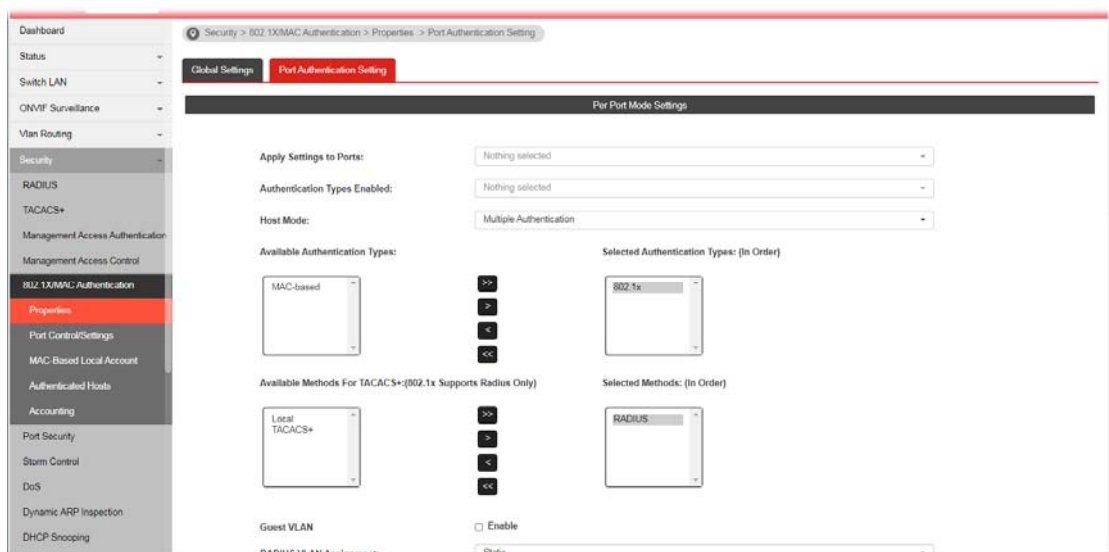 Dashboard
Status
Switch LAN
ONVIF Surveillance
Vlan Routing
Security
RADIUS
TACACS+
Management Access Authentication
Management Access Control
802.1X/MAC Authentication
Properties
Port Control/Settings
MAC-Based Local Account
Authenticated Hosts
Accounting
Port Security
Storm Control
DoS
Dynamic ARP Inspection
DHCP Snooping
Security > 802.1X/MAC Authentication > Properties > Port Authentication Setting
Global Settings
Port Authentication Setting
Per Port Mode Settings
Apply Settings to Ports: Nothing selected
Authentication Types Enabled: Nothing selected
Host Mode: Multiple Authentication
Available Authentication Types: Selected Authentication Types: (In Order)
MAC-based >> 802.1x
>
<
<<
Available Methods For TACACS+:(802.1x Supports Radius Only) Selected Methods: (In Order)
Local >> RADIUS
TACACS+
>
<
<<
Guest VLAN Enable
RADIUS VLAN Assignment: Static